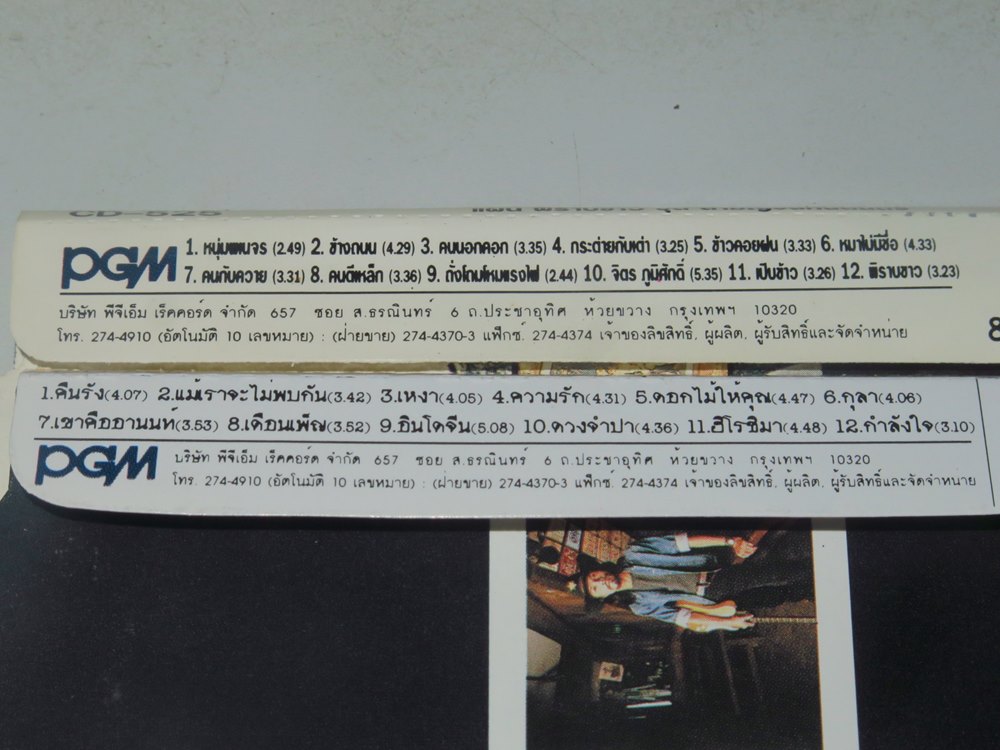 CD-525
PGM
1. หนุ่มพเนจร (2.49) 2. ข้างถนน (4.29) 3. คนนอกคอก (3.35) 4. กระต่ายกับเต่า (3.25) 5. ข้าวคอยฝน (3.33) 6. หมาไม่มีชื่อ (4.33)
7. คนกับควาย (3.31) 8. คนตีเหล็ก (3.36) 9. ดั่งโถมโหมแรงไฟ (2.44) 10. จิตร ภูมิศักดิ์ (5.35) 11. เปิบข้าว (3.26) 12. พิราบขาว (3.23)
บริษัท พีจีเอ็ม เร็คคอร์ด จำกัด 657 ซอย ส.ธรณินทร์ 6 ถ.ประชาอุทิศ ห้วยขวาง กรุงเทพฯ 10320
โทร. 274-4910 (อัตโนมัติ 10 เลขหมาย) : (ฝ่ายขาย) 274-4370-3 แฟ็กซ์. 274-4374 เจ้าของลิขสิทธิ์, ผู้ผลิต, ผู้รับสิทธิ์และจัดจำหน่าย
1.คืนรัง(4.07) 2.แม้เราจะไม่พบกัน(3.42) 3.เหงา(4.05) 4.ความรัก(4.31) 5.ดอกไม้ให้คุณ(4.47) 6.กุลา(4.06)
7.เขาคืออานนท์(3.53) 8.เดือนเพ็ญ(3.52) 9.อินโดจีน(5.08) 10.ดวงจำปา(4.36) 11.ฮิโรชิมา(4.48) 12.กำลังใจ(3.10)
PGM
บริษัท พีจีเอ็ม เร็คคอร์ด จำกัด 657 ซอย ส.ธรณินทร์ 6 ถ.ประชาอุทิศ ห้วยขวาง กรุงเทพฯ 10320
โทร. 274-4910 (อัตโนมัติ 10 เลขหมาย) : (ฝ่ายขาย) 274-4370-3 แฟ็กซ์. 274-4374 เจ้าของลิขสิทธิ์, ผู้ผลิต, ผู้รับสิทธิ์และจัดจำหน่าย